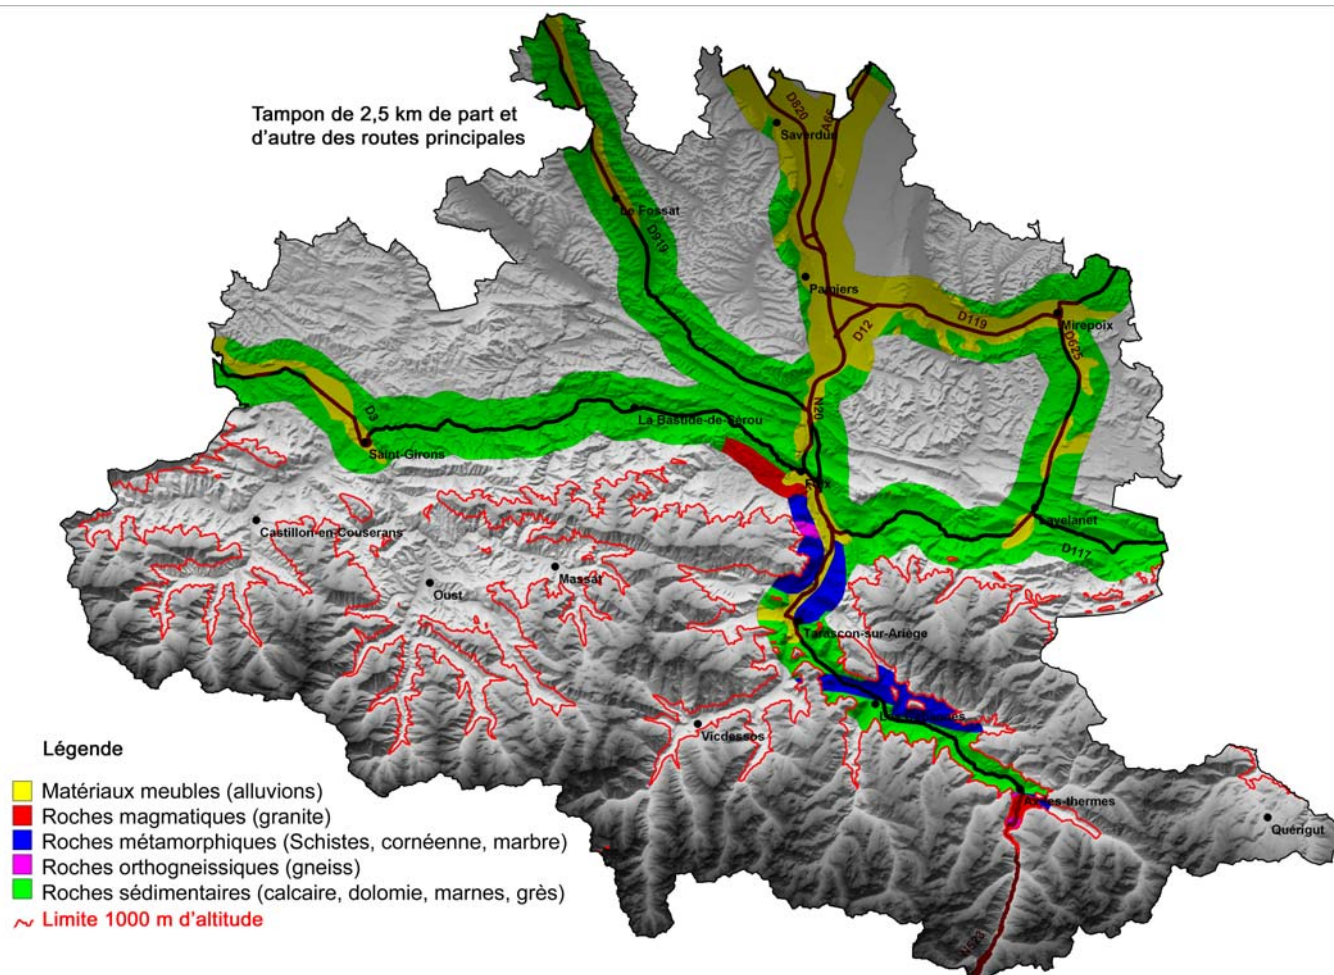 Tampon de 2,5 km de part et
d'autre des routes principales
D820
A66
Saverdun
Le Fossat
D919
Pamiers
D119
D12
Mirepoix
D625
N20
D3
La Bastide-de-Sérou
Saint-Girons
Foix
Castillon-en-Couserans
Lavelanet
D117
Massat
Oust
Tarascon-sur-Ariège
Vicdessos
Ax-les-thermes
Quérigut
N523
Légende
Matériaux meubles (alluvions)
Roches magmatiques (granite)
Roches métamorphiques (Schistes, cornéenne, marbre)
Roches orthogneissiques (gneiss)
Roches sédimentaires (calcaire, dolomie, marnes, grès)
Limite 1000 m d'altitude